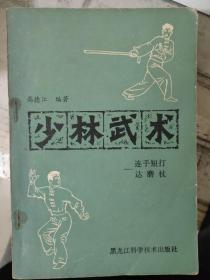 高德江 编著
少林武术
——连手短打
达磨杖
黑龙江科学技术出版社